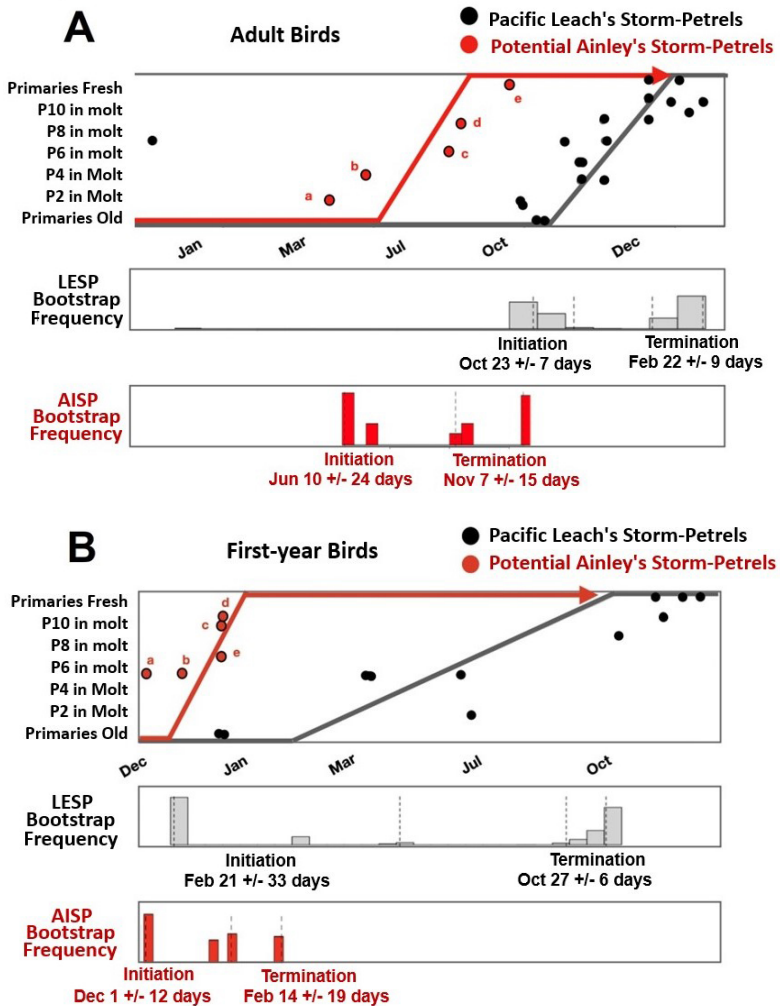 A
Adult Birds
Pacific Leach's Storm-Petrels
Potential Ainley's Storm-Petrels
Primaries Fresh
P10 in molt
P8 in molt
P6 in molt
P4 in Molt
P2 in Molt
Primaries Old
a
b
c
d
e
Jan
Mar
Jul
Oct
Dec
LESP
Bootstrap
Frequency
Initiation
Oct 23 +/- 7 days
Termination
Feb 22 +/- 9 days
AISP
Bootstrap
Frequency
Initiation
Jun 10 +/- 24 days
Termination
Nov 7 +/- 15 days
B
First-year Birds
Pacific Leach's Storm-Petrels
Potential Ainley's Storm-Petrels
Primaries Fresh
P10 in molt
P8 in molt
P6 in molt
P4 in Molt
P2 in Molt
Primaries Old
a
b
c
d
e
Dec
Jan
Mar
Jul
Oct
LESP
Bootstrap
Frequency
Initiation
Feb 21 +/- 33 days
Termination
Oct 27 +/- 6 days
AISP
Bootstrap
Frequency
Initiation
Dec 1 +/- 12 days
Termination
Feb 14 +/- 19 days